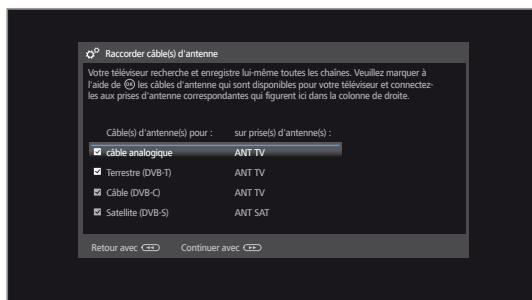 Raccorder câble(s) d'antenne
Votre téléviseur recherche et enregistre lui-même toutes les chaînes. Veuillez marquer à
l'aide de OK les câbles d'antenne qui sont disponibles pour votre téléviseur et connectez-
les aux prises d'antenne correspondantes qui figurent ici dans la colonne de droite.
Câble(s) d'antenne(s) pour : sur prise(s) d'antenne(s) :
câble analogique ANT TV
Terrestre (DVB-T) ANT TV
Câble (DVB-C) ANT TV
Satellite (DVB-S) ANT SAT
Retour avec Continuer avec